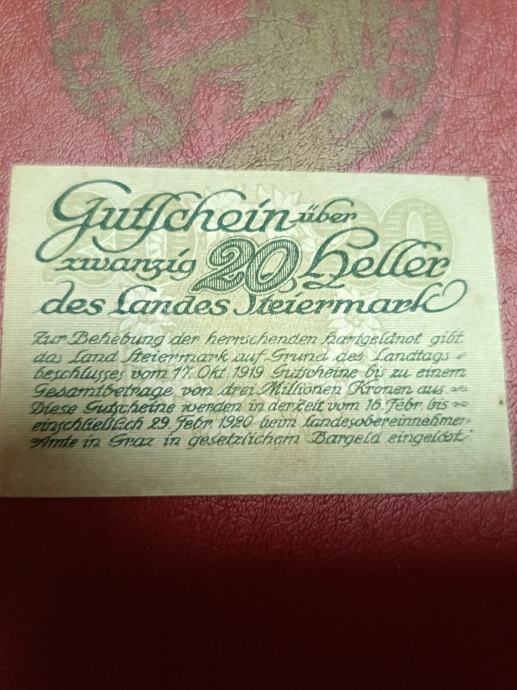 Gutschein über
zwanzig 20 Heller
des Landes Steiermark
Zur Behebung der herrschenden Hartgeldnot gibt
das Land Steiermark auf Grund des Landtags-
beschlusses vom 17. Okt. 1919 Gutscheine bis zu einem
Gesamtbetrage von drei Millionen Kronen aus.
Diese Gutscheine werden in der Zeit vom 16. Febr. bis
einschließlich 29. Febr. 1920 beim Landesobereinnehmer-
Amte in Graz in gesetzlichem Bargeld eingelöst.